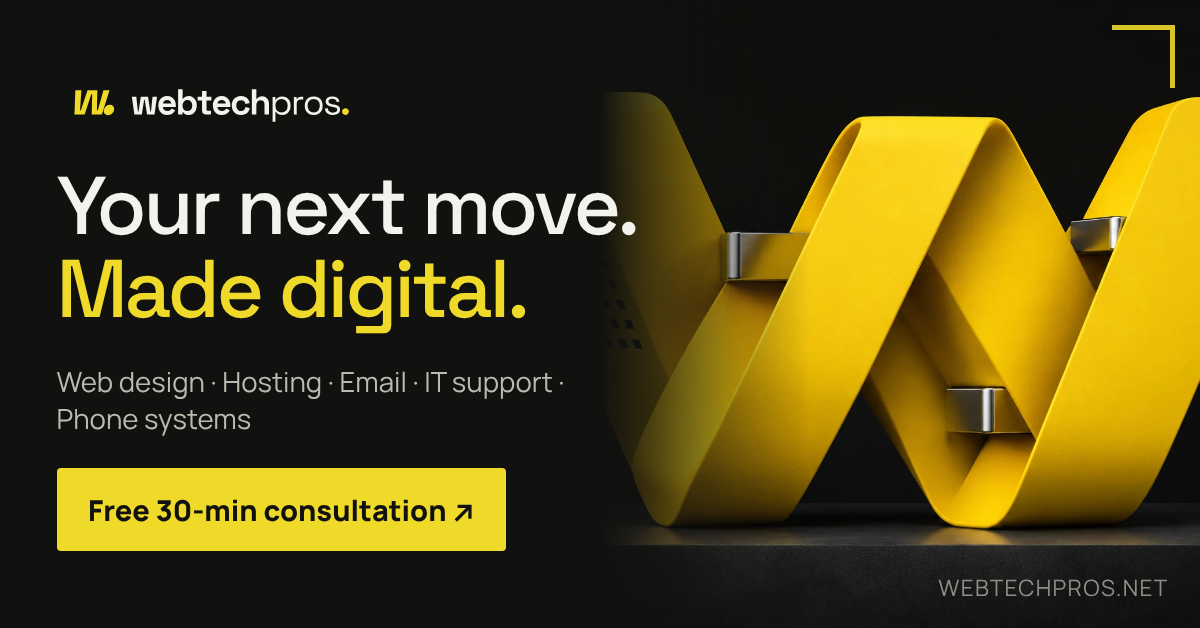 W. webtechpros.
Your next move.
Made digital.
Web design · Hosting · Email · IT support ·
Phone systems
Free 30-min consultation ↗
WEBTECHPROS.NET